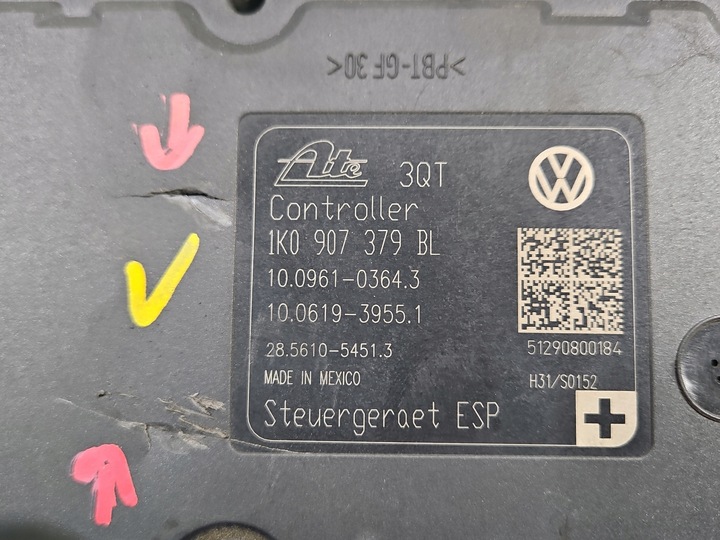 >PBT-GF30<
Ate 3QT
Controller
1K0 907 379 BL
10.0961-0364.3
10.0619-3955.1
28.5610-5451.3
51290800184
MADE IN MEXICO
H31/S0152
Steuergeraet ESP